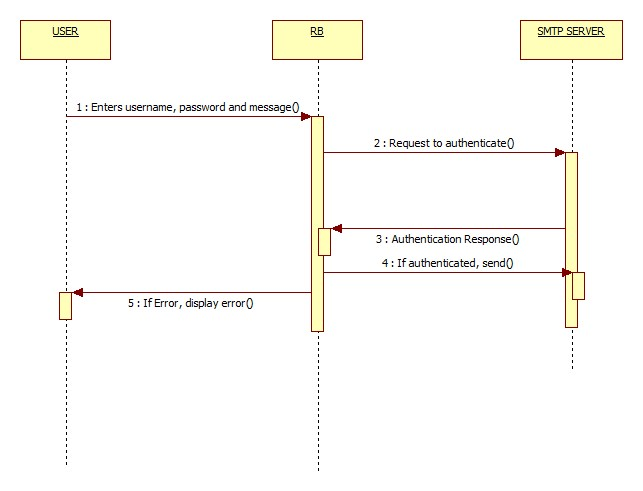 USER
RB
SMTP SERVER
1 : Enters username, password and message()
2 : Request to authenticate()
3 : Authentication Response()
4 : If authenticated, send()
5 : If Error, display error()